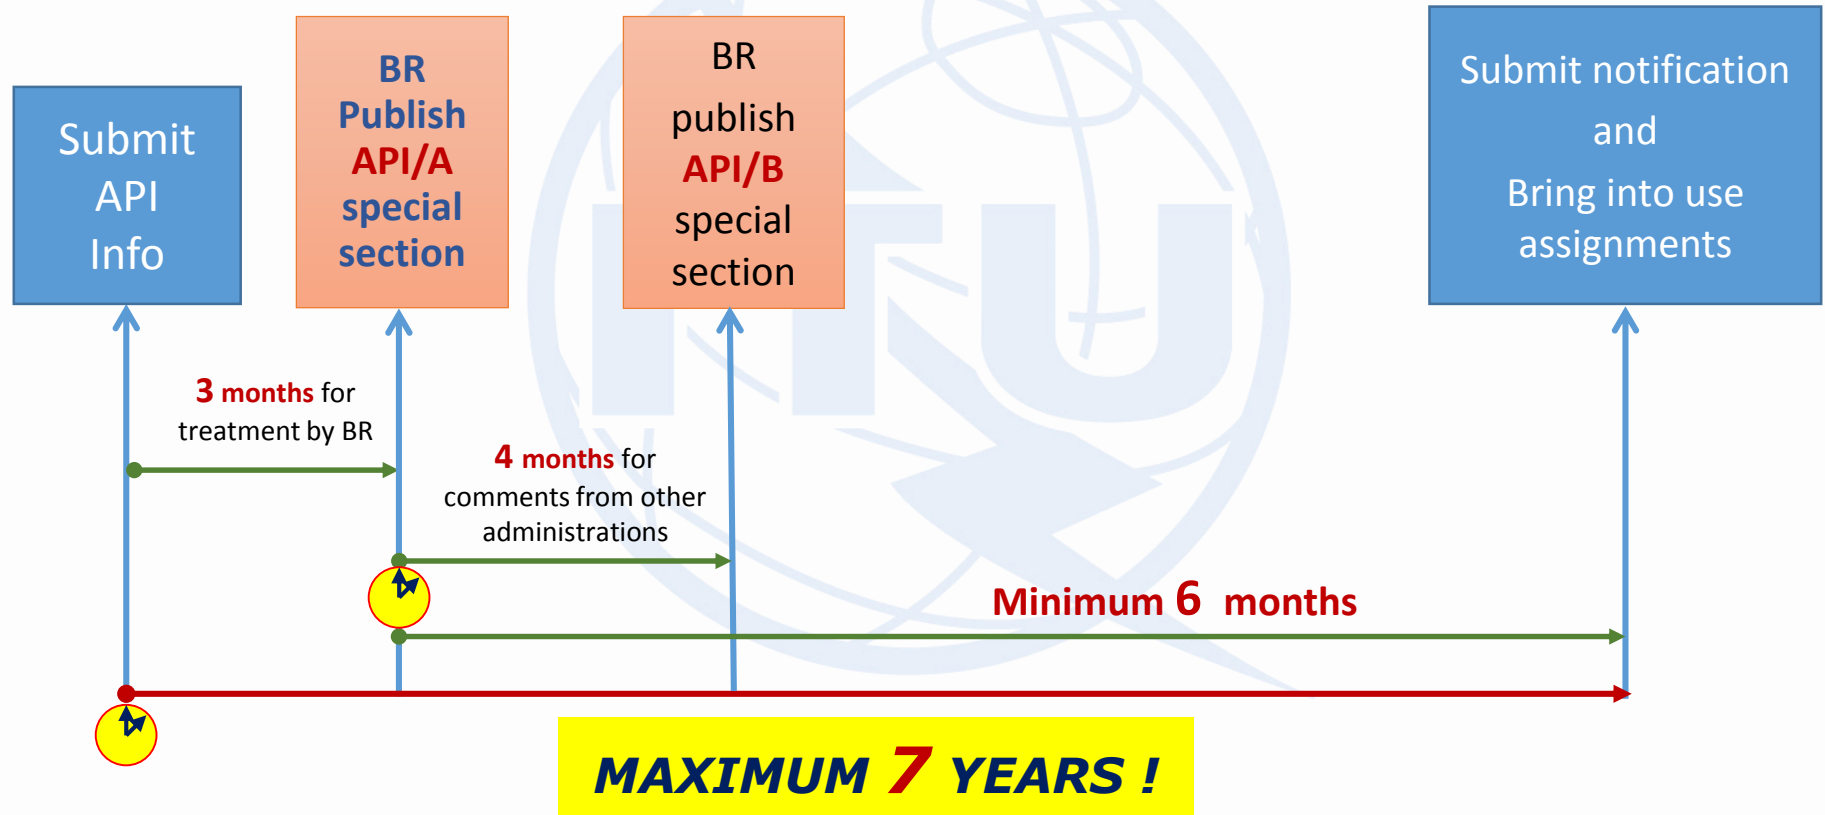 Submit
API
Info
BR
Publish
API/A
special
section
BR
publish
API/B
special
section
Submit notification
and
Bring into use
assignments
3 months for
treatment by BR
4 months for
comments from other
administrations
Minimum 6 months
MAXIMUM 7 YEARS !
ITU